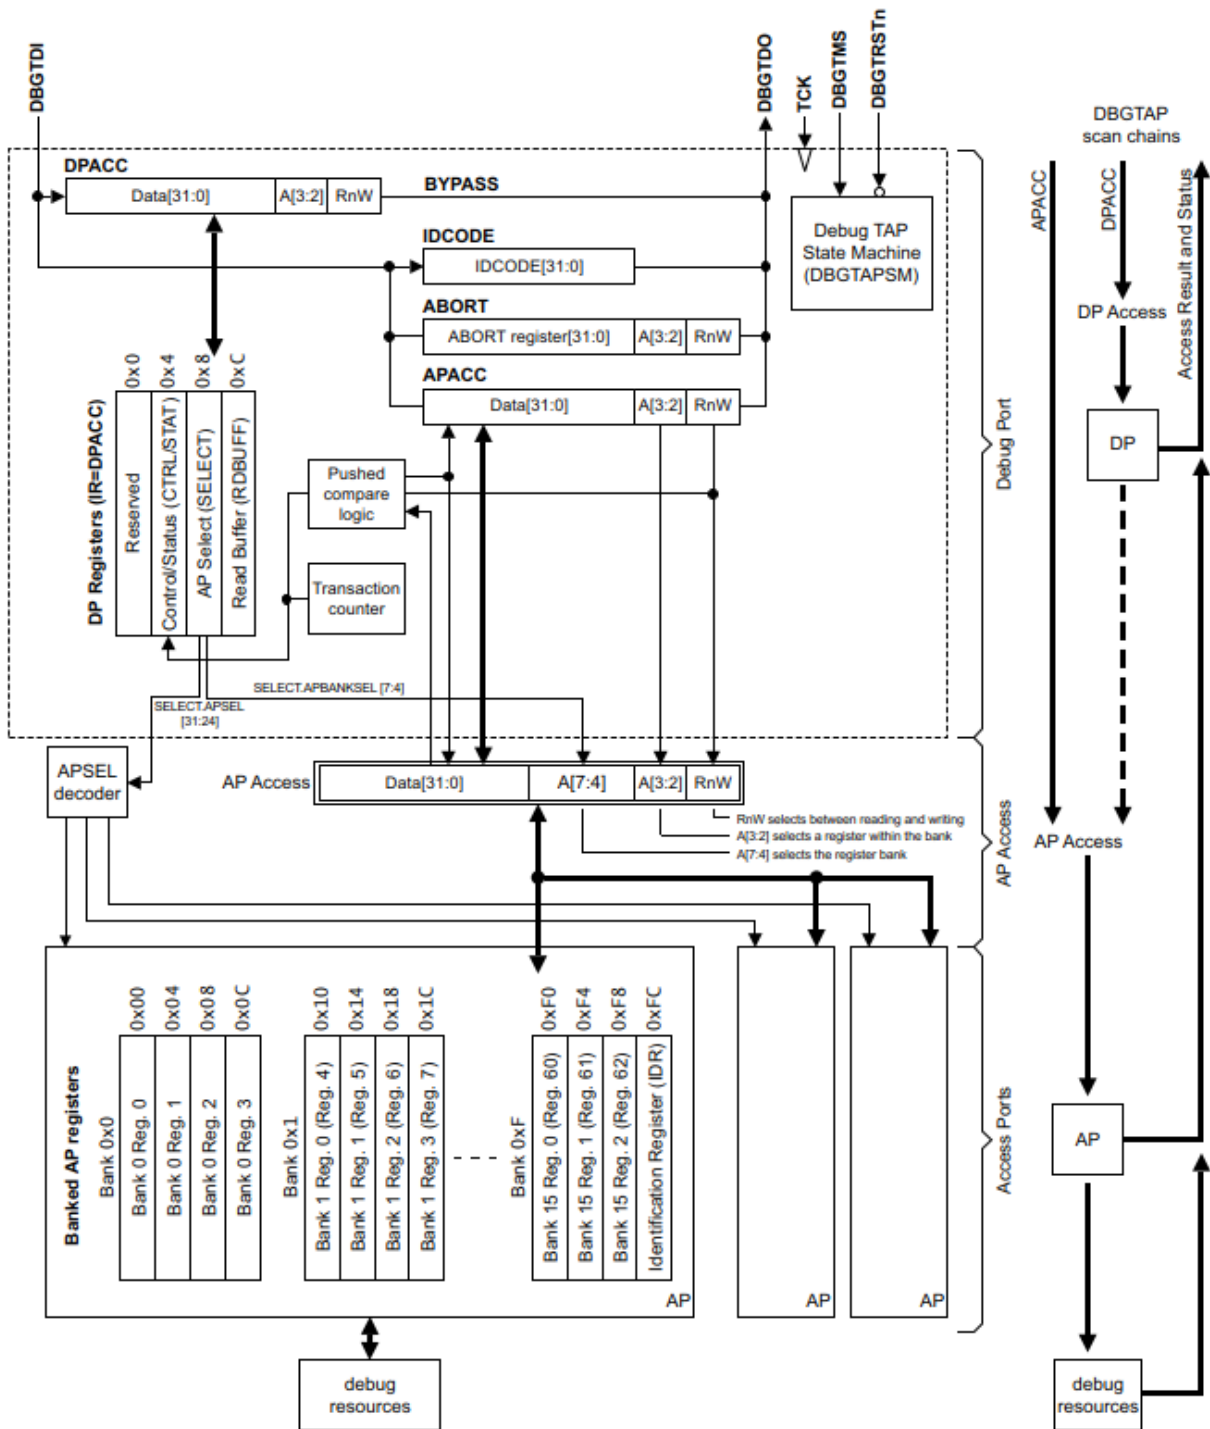 DBGTDI
DBGTDO
TCK
DBGTMS
DBGTRSTn
DBGTAP
scan chains
APACC
DPACC
Access Result and Status
DPACC
Data[31:0]
A[3:2]
RnW
BYPASS
IDCODE
IDCODE[31:0]
ABORT
ABORT register[31:0]
A[3:2]
RnW
APACC
Data[31:0]
A[3:2]
RnW
Debug TAP
State Machine
(DBGTAPSM)
Debug Port
DP Access
DP
DP Registers (IR=DPACC)
0x0
0x4
0x8
0xC
Reserved
Control/Status (CTRL/STAT)
AP Select (SELECT)
Read Buffer (RDBUFF)
Pushed
compare
logic
Transaction
counter
SELECT.APBANKSEL [7:4]
SELECT.APSEL
[31:24]
APSEL
decoder
AP Access
Data[31:0]
A[7:4]
A[3:2]
RnW
RnW selects between reading and writing
A[3:2] selects a register within the bank
A[7:4] selects the register bank
AP Access
AP Access
Banked AP registers
Bank 0x0
0x00
0x04
0x08
0x0C
Bank 0 Reg. 0
Bank 0 Reg. 1
Bank 0 Reg. 2
Bank 0 Reg. 3
Bank 0x1
0x10
0x14
0x18
0x1C
Bank 1 Reg. 0 (Reg. 4)
Bank 1 Reg. 1 (Reg. 5)
Bank 1 Reg. 2 (Reg. 6)
Bank 1 Reg. 3 (Reg. 7)
Bank 0xF
0xF0
0xF4
0xF8
0xFC
Bank 15 Reg. 0 (Reg. 60)
Bank 15 Reg. 1 (Reg. 61)
Bank 15 Reg. 2 (Reg. 62)
Identification Register (IDR)
AP
AP
AP
Access Ports
AP
debug
resources
debug
resources